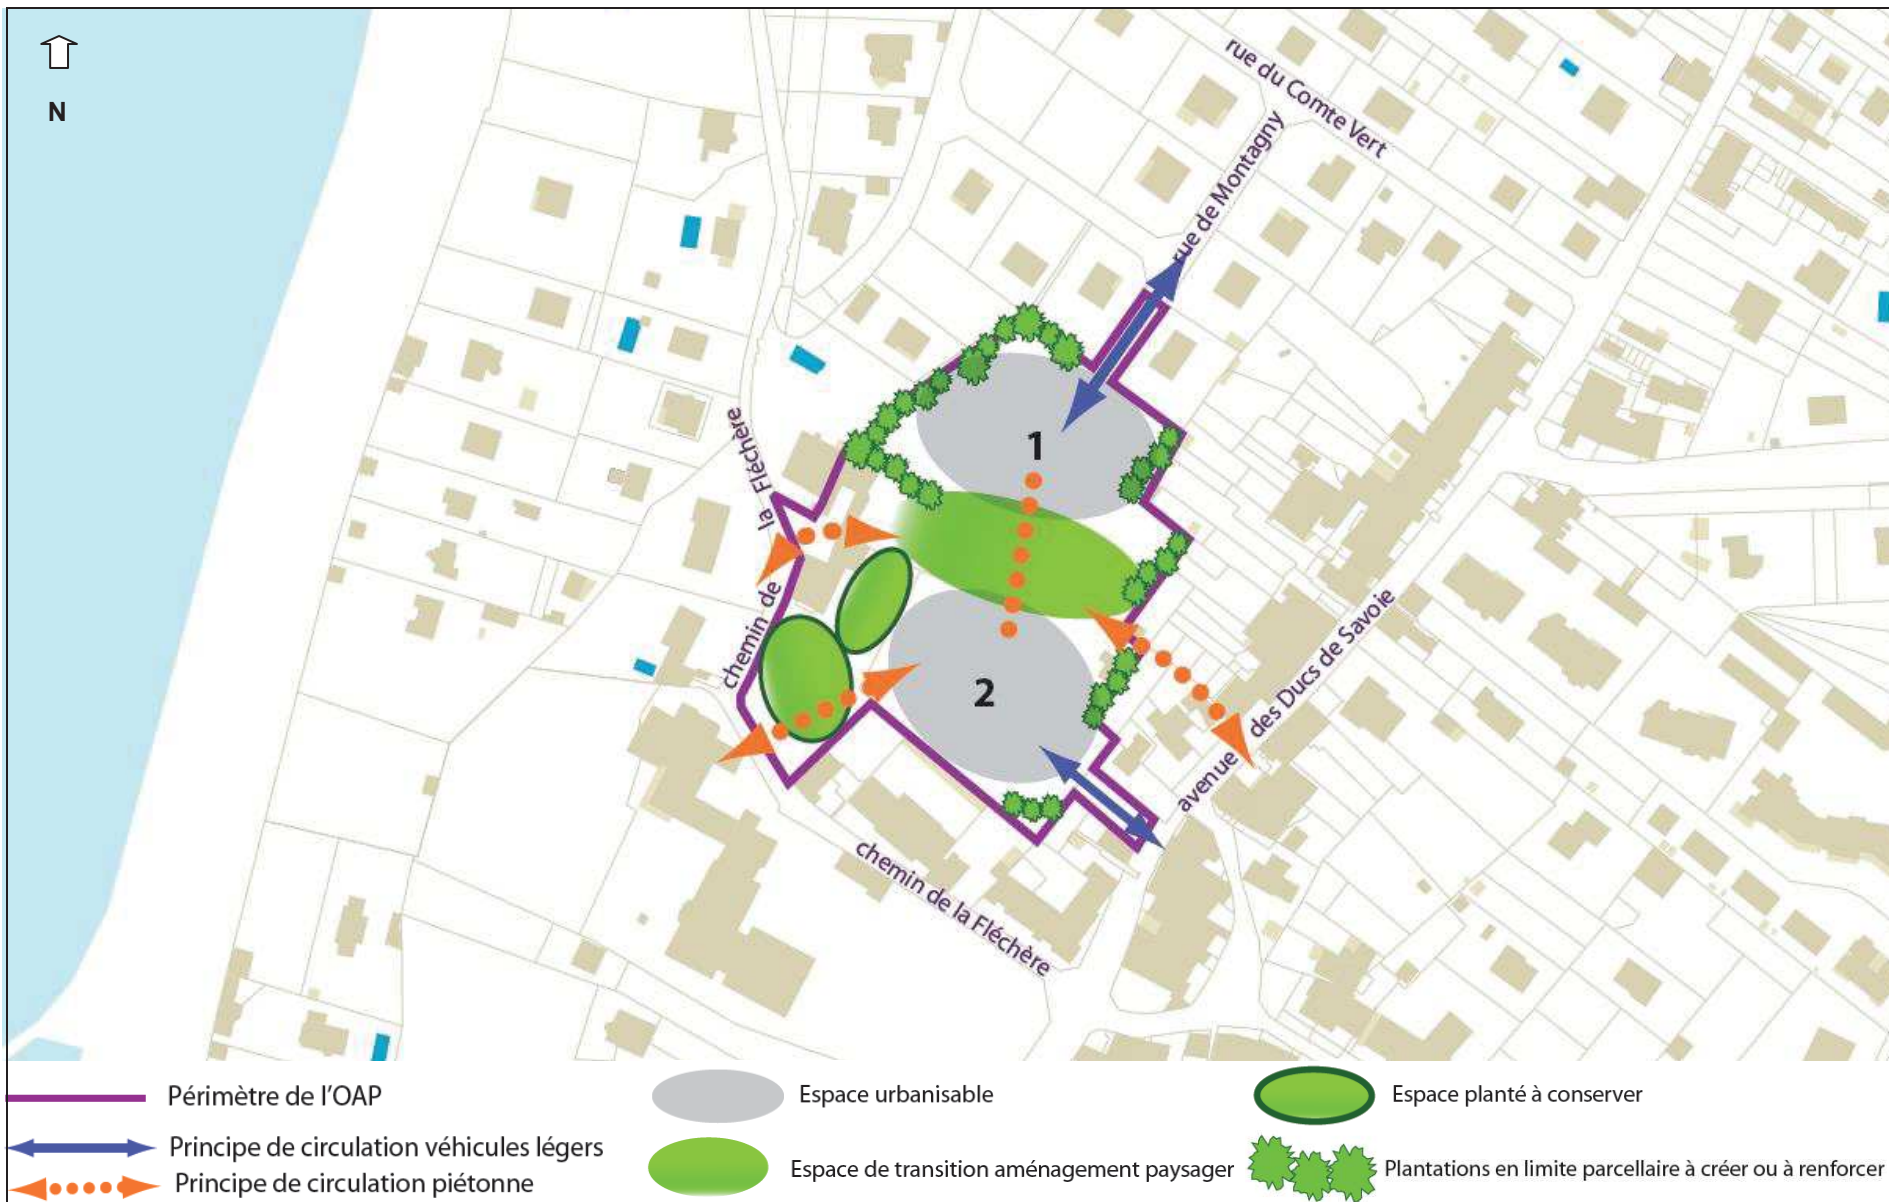 N
rue du Comte Vert
rue de Montagny
chemin de la Fléchère
1
2
avenue des Ducs de Savoie
chemin de la Fléchère
Périmètre de l'OAP
Espace urbanisable
Espace planté à conserver
Principe de circulation véhicules légers
Espace de transition aménagement paysager
Plantations en limite parcellaire à créer ou à renforcer
Principe de circulation piétonne